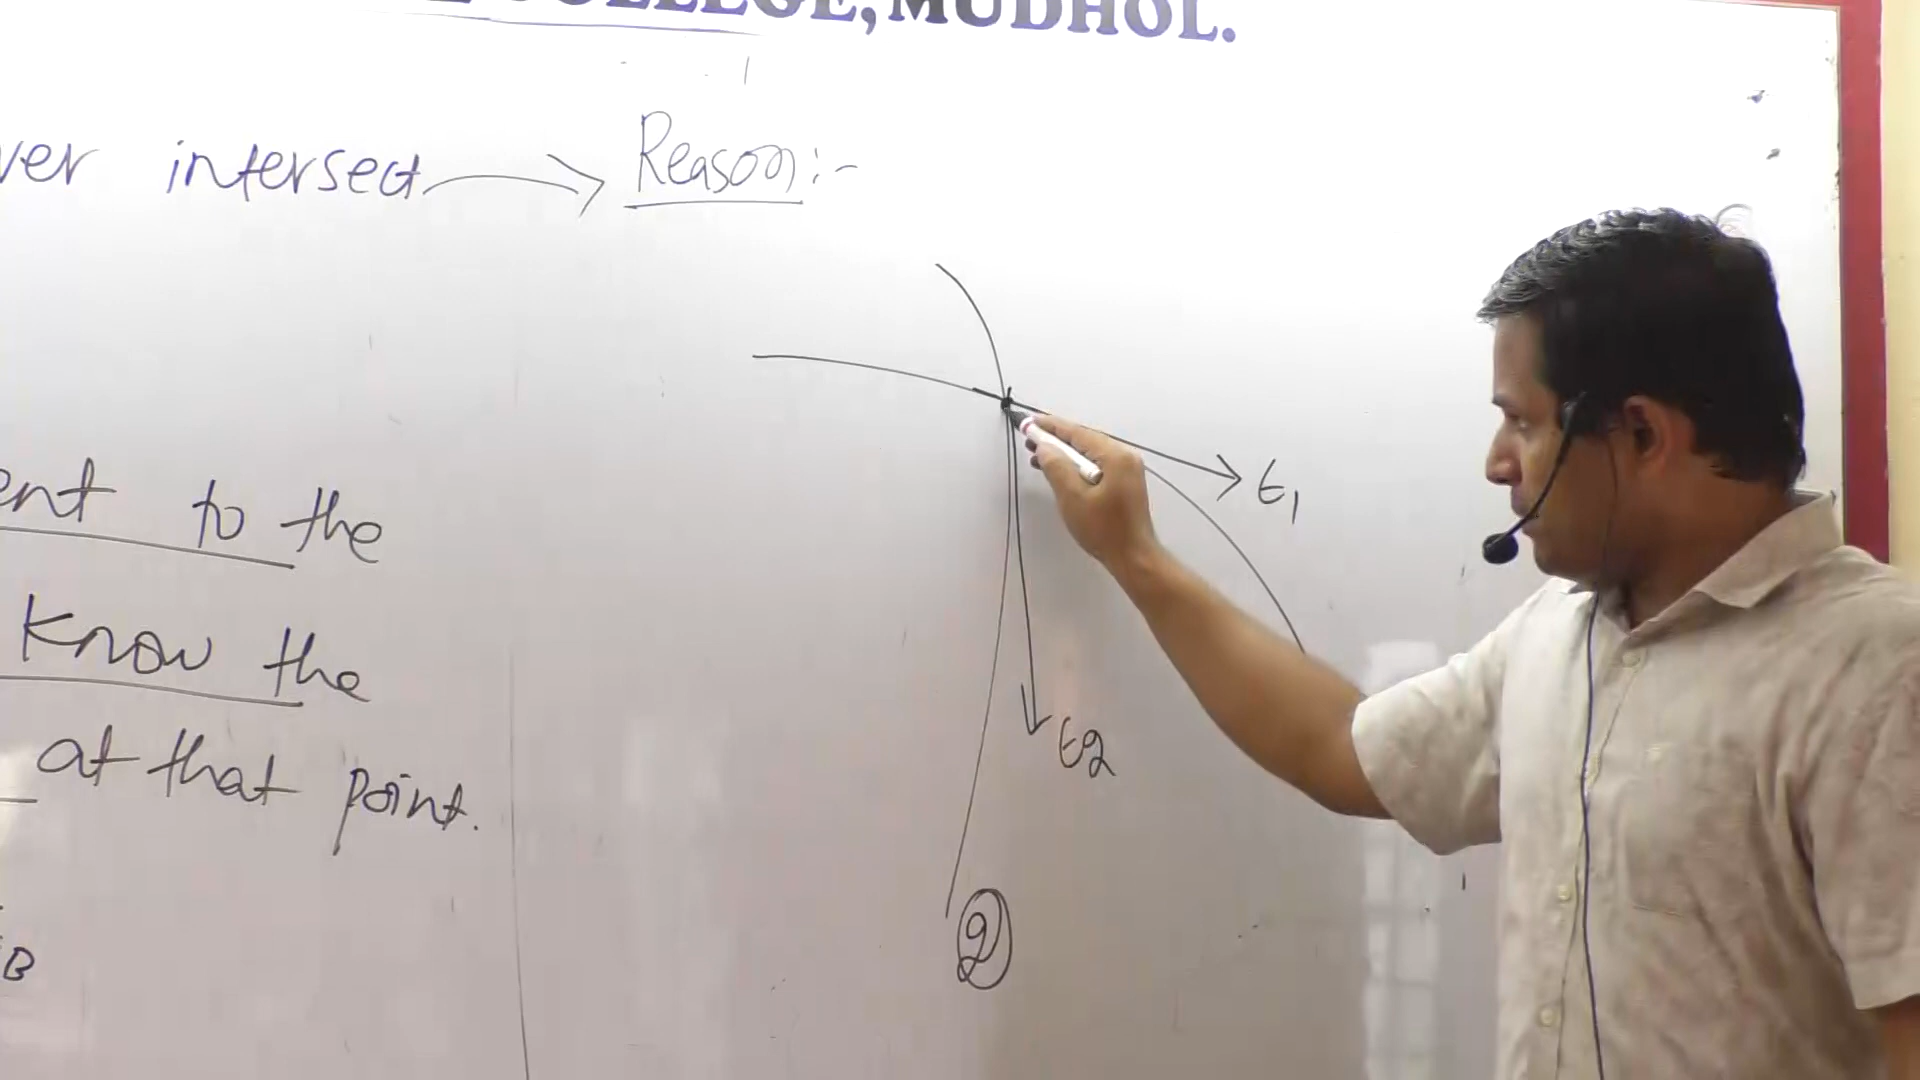 COLLEGE, MUDHOL.
ver intersect → Reason:-
ent to the
Know the
at that point.
B
E1
E2
2